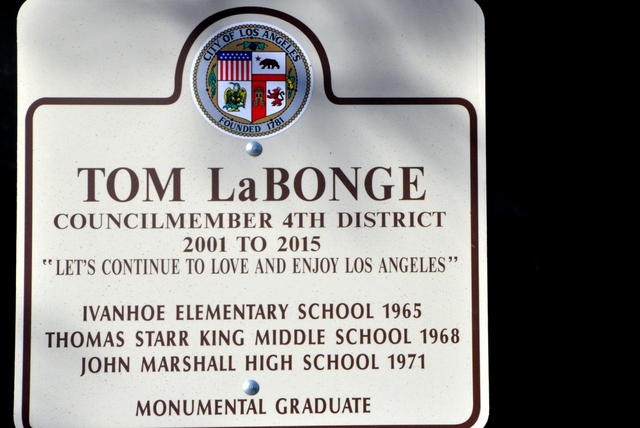 CITY OF LOS ANGELES
FOUNDED 1781
TOM LaBONGE
COUNCILMEMBER 4TH DISTRICT
2001 TO 2015
“LET'S CONTINUE TO LOVE AND ENJOY LOS ANGELES”
IVANHOE ELEMENTARY SCHOOL 1965
THOMAS STARR KING MIDDLE SCHOOL 1968
JOHN MARSHALL HIGH SCHOOL 1971
MONUMENTAL GRADUATE